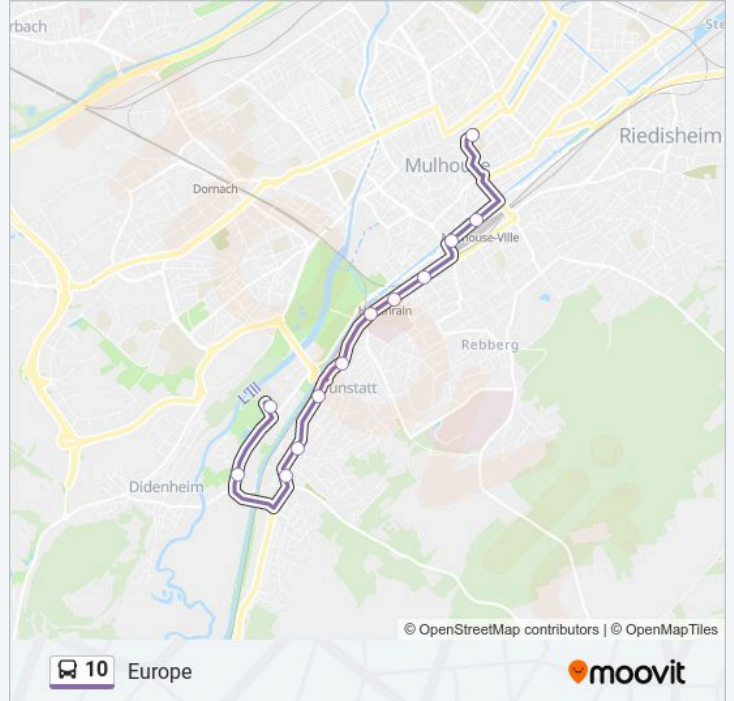 rbach
Ste
Riedisheim
Mulhouse
Dornach
Mulhouse-Ville
Rebberg
L'Ill
Didenheim
© OpenStreetMap contributors | © OpenMapTiles
10 Europe
moovit